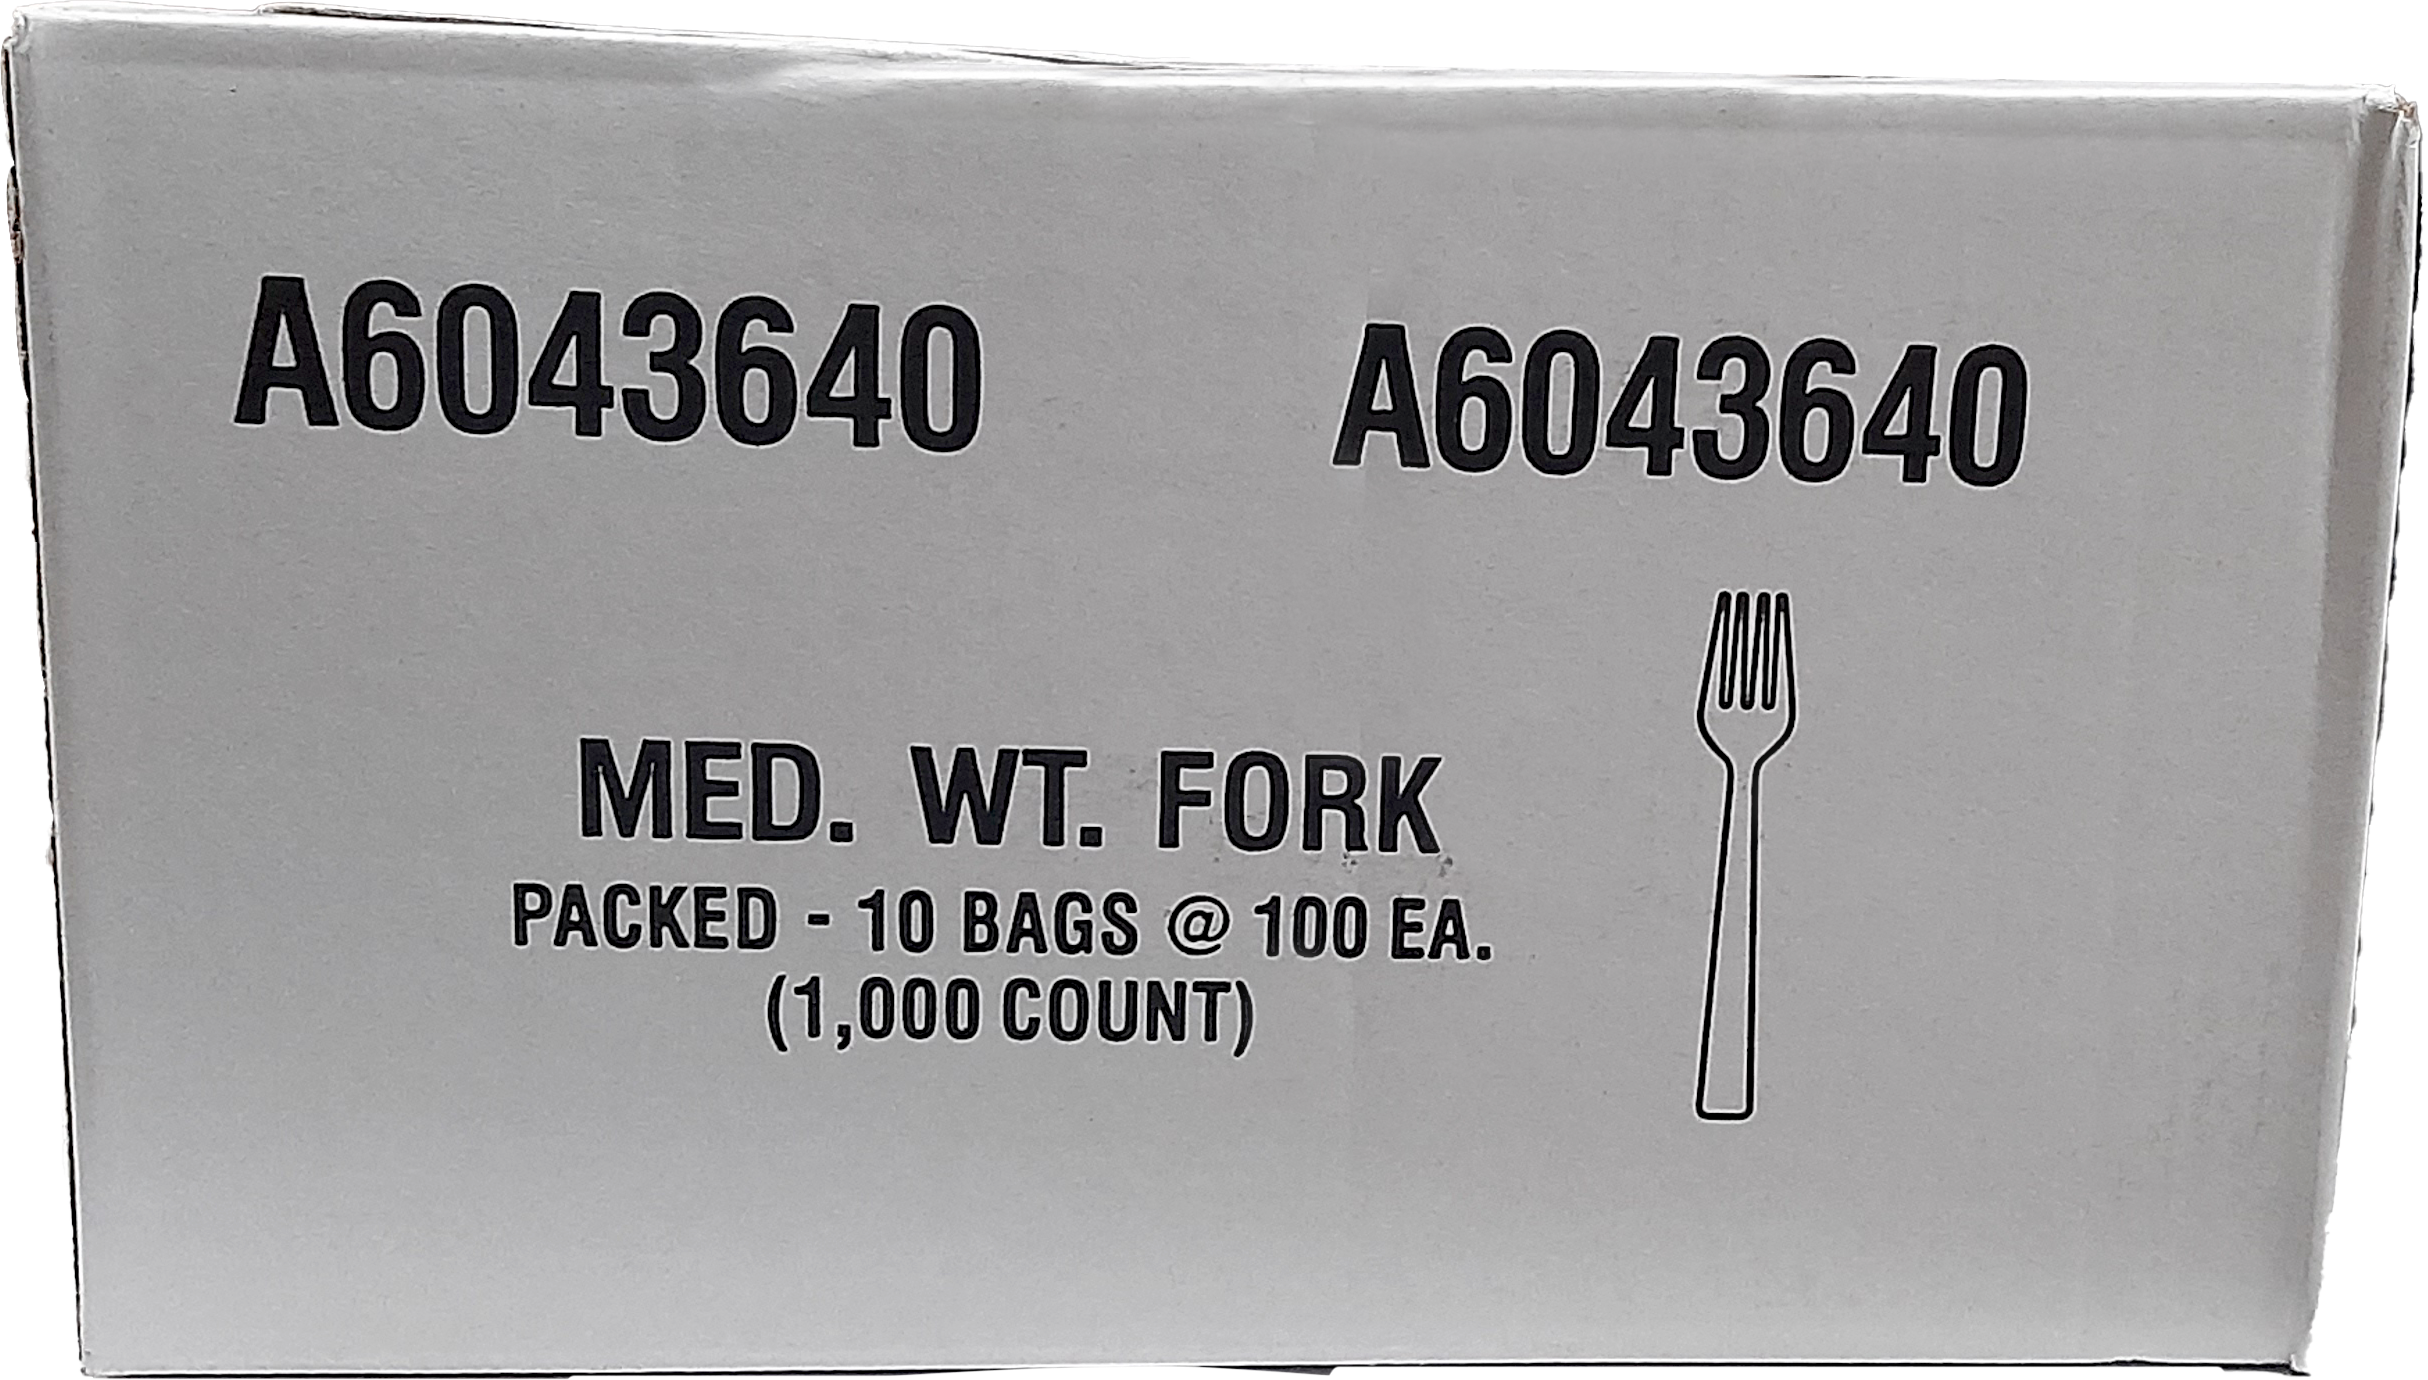 A6043640 A6043640
MED. WT. FORK
PACKED - 10 BAGS @ 100 EA.
(1,000 COUNT)